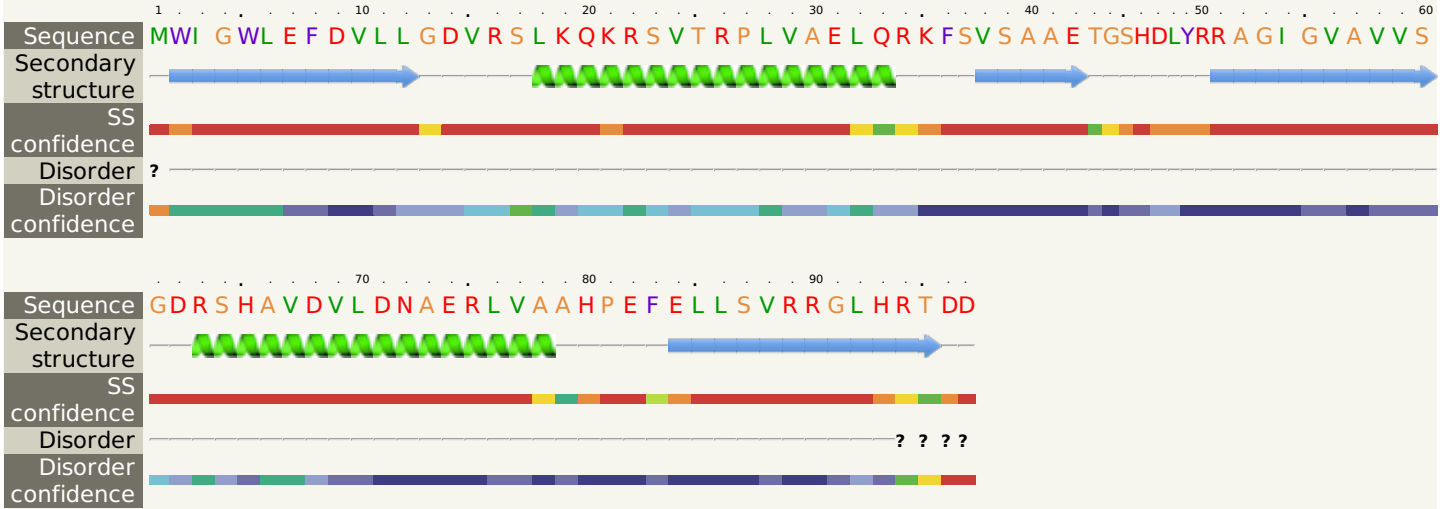 1 10 20 30 40 50 60
Sequence MWIGWLEFDVLLGDVRSLKQKRSVTRPLVAELQRKFSVSAAETGSHDLYRRAGIGVAVVS
Secondary
structure
SS
confidence
Disorder ?
Disorder
confidence
70 80 90
Sequence GDRSHAVDVLDNAERLVAAHPEFELLSVRRGLHRTDD
Secondary
structure
SS
confidence
Disorder ? ? ? ?
Disorder
confidence